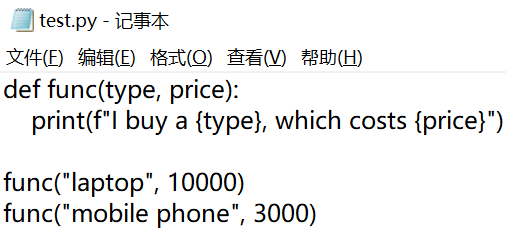 test.py - 记事本
文件(F) 编辑(E) 格式(O) 查看(V) 帮助(H)
def func(type, price):
    print(f"I buy a {type}, which costs {price}")

func("laptop", 10000)
func("mobile phone", 3000)